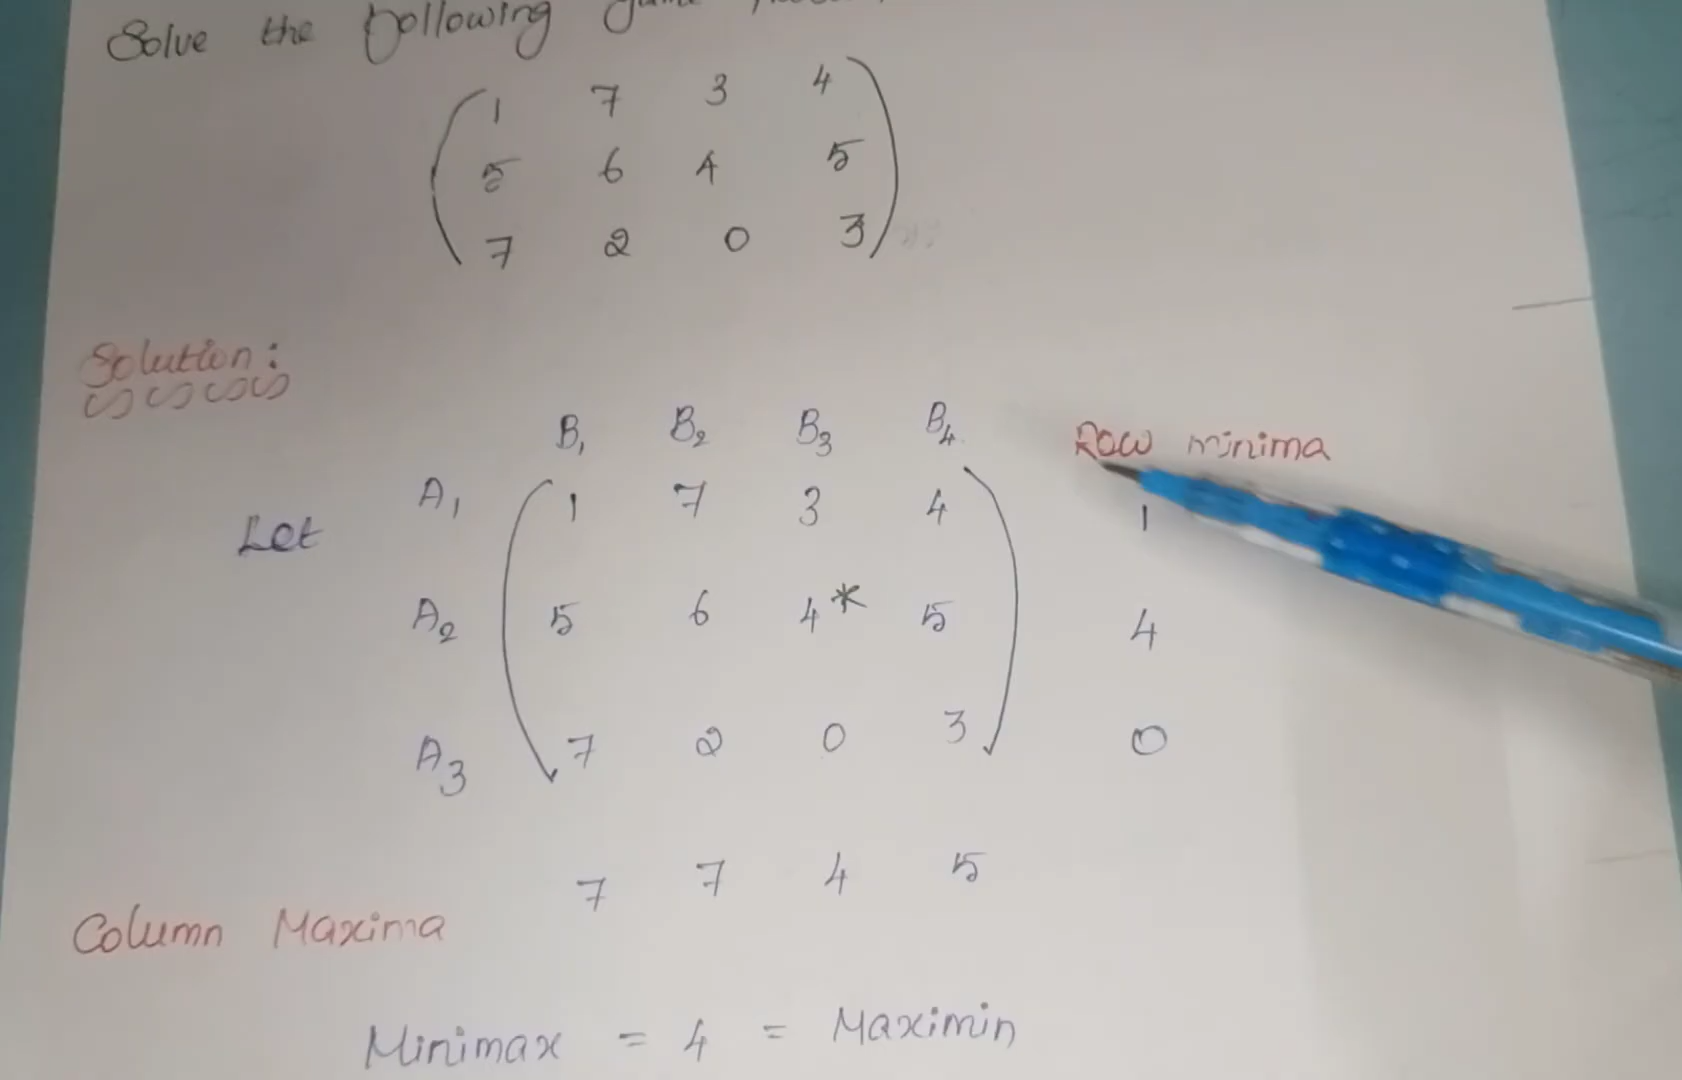 Solve the following
1 7 3 4
5 6 4 5
7 2 0 3
Solution:
B1 B2 B3 B4 Row minima
Let A1 1 7 3 4 1
A2 5 6 4* 5 4
A3 7 2 0 3 0
7 7 4 5
Column Maxima
Minimax = 4 = Maximin